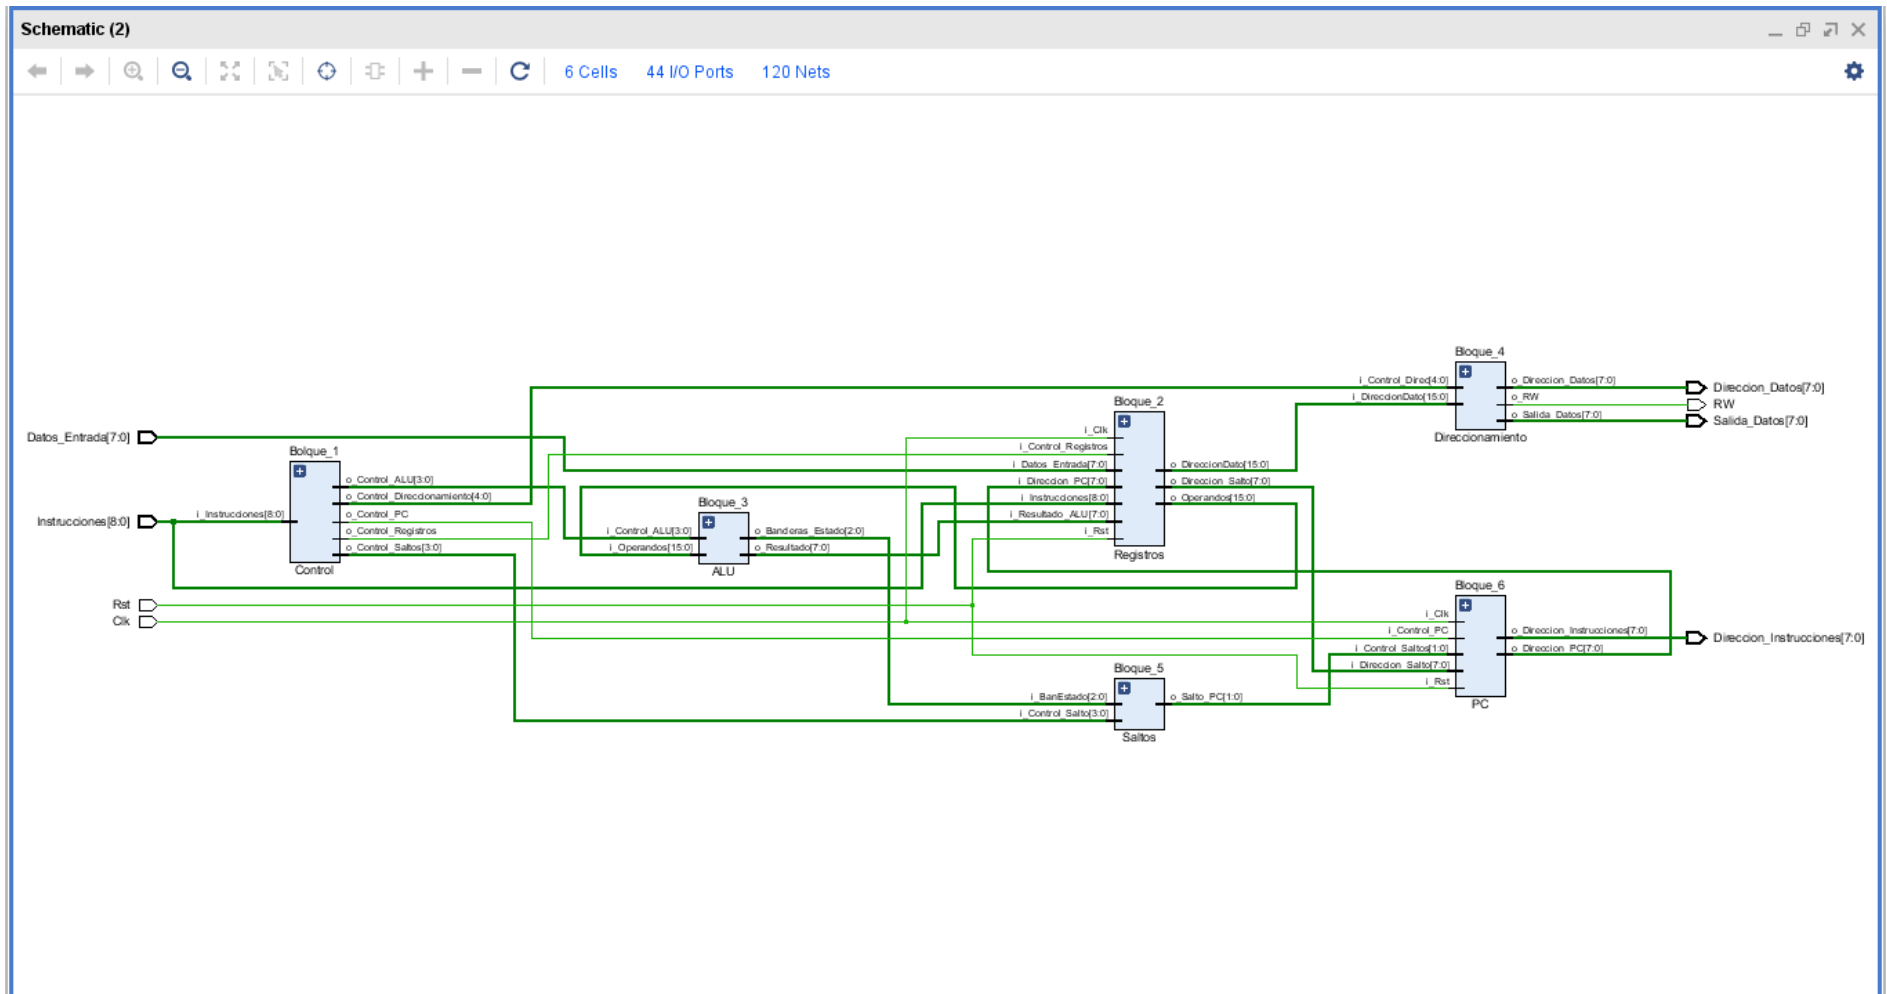 Schematic (2)
6 Cells 44 I/O Ports 120 Nets
Bloque_4
i_Control_Direc[4:0] o_Direccion_Datos[7:0] Direccion_Datos[7:0]
i_DireccionDato[15:0] o_RW RW
o_Salida_Datos[7:0] Salida_Datos[7:0]
Direccionamiento
Bloque_2
i_Clk
i_Control_Registros
i_Datos_Entrada[7:0] o_DireccionDato[15:0]
i_Direccion_PC[7:0] o_Direccion_Salto[7:0]
i_Instrucciones[8:0] o_Operandos[15:0]
i_Resultado_ALU[7:0]
i_Rst
Registros
Datos_Entrada[7:0]
Bolque_1
o_Control_ALU[3:0]
o_Control_Direccionamiento[4:0]
Instrucciones[8:0] i_Instrucciones[8:0] o_Control_PC
o_Control_Registros
o_Control_Saltos[3:0]
Control
Bloque_3
i_Control_ALU[3:0] o_Banderas_Estado[2:0]
i_Operandos[15:0] o_Resultado[7:0]
ALU
Rst
Clk
Bloque_6
i_Clk
i_Control_PC o_Direccion_Instrucciones[7:0] Direccion_Instrucciones[7:0]
i_Control_Saltos[1:0] o_Direccion_PC[7:0]
i_Direccion_Salto[7:0]
i_Rst
PC
Bloque_5
i_BanEstado[2:0] o_Salto_PC[1:0]
i_Control_Salto[3:0]
Saltos